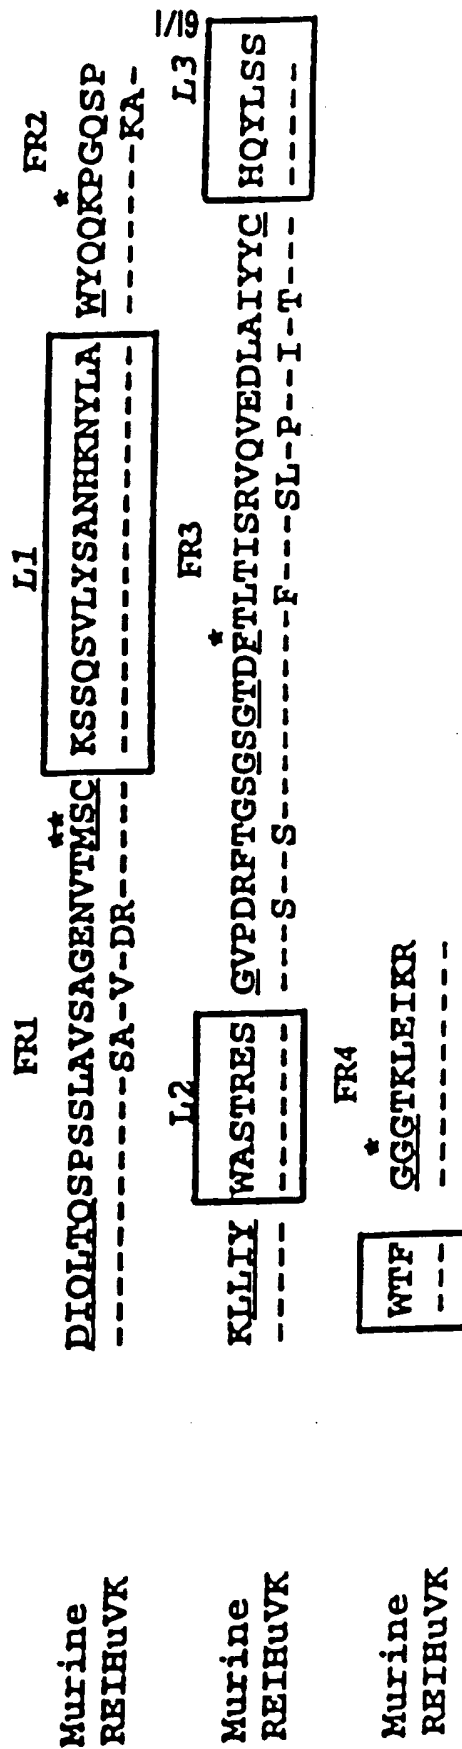 1/19
FR1 L1 FR2
** *
Murine DIQLTQSPSSLAVSAGENVTMSC KSSQSVLYSANHKNYLA WYQQKPGQSP
REIHuVK -----------SA-V-DR----- ----------------- -------KA-
L2 FR3 L3
*
Murine KLLIY WASTRES GVPDRFTGSGSGTDFTLTISRVQVEDLAIYYC HQYLSS
REIHuVK ----- ------- ---S--S---------F---SL-P--I-T--- ------
FR4
*
Murine WTF GGGTKLEIKR
REIHuVK --- ----------